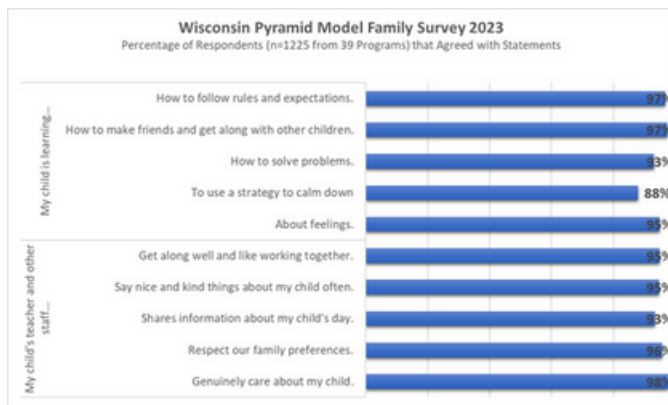 Wisconsin Pyramid Model Family Survey 2023
Percentage of Respondents (n=1225 from 39 Programs) that Agreed with Statements
My child is learning...
How to follow rules and expectations. 97%
How to make friends and get along with other children. 97%
How to solve problems. 93%
To use a strategy to calm down 88%
About feelings. 95%
My child's teacher and other
staff...
Get along well and like working together. 95%
Say nice and kind things about my child often. 95%
Shares information about my child's day. 93%
Respect our family preferences. 96%
Genuinely care about my child. 98%